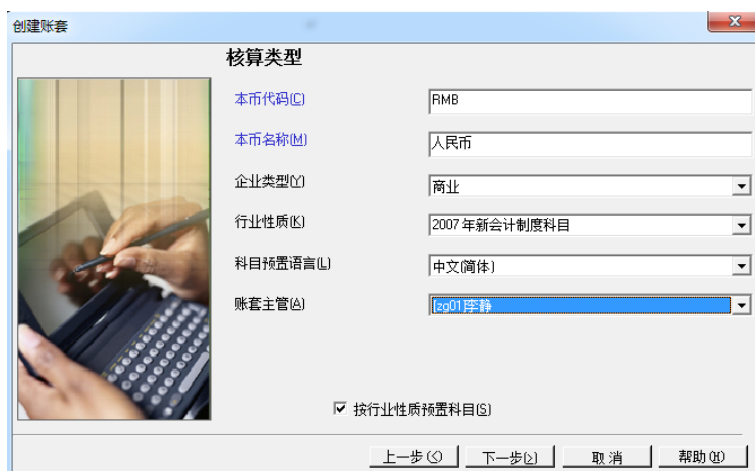 创建账套
核算类型
本币代码(C)
RMB
本币名称(M)
人民币
企业类型(Y)
商业
行业性质(K)
2007年新会计制度科目
科目预置语言(L)
中文(简体)
账套主管(A)
[zg01]李静
按行业性质预置科目(S)
上一步(<) 下一步(>) 取消 帮助(H)